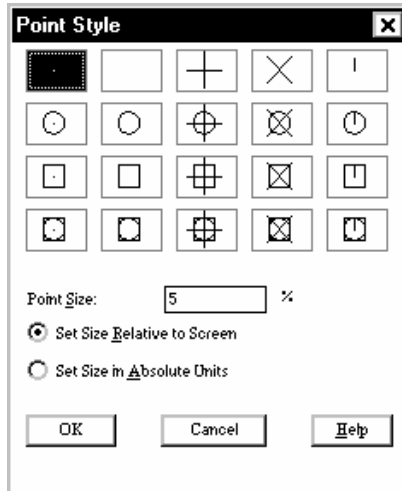 Point Style
Point Size: 5 %
Set Size Relative to Screen
Set Size in Absolute Units
OK Cancel Help